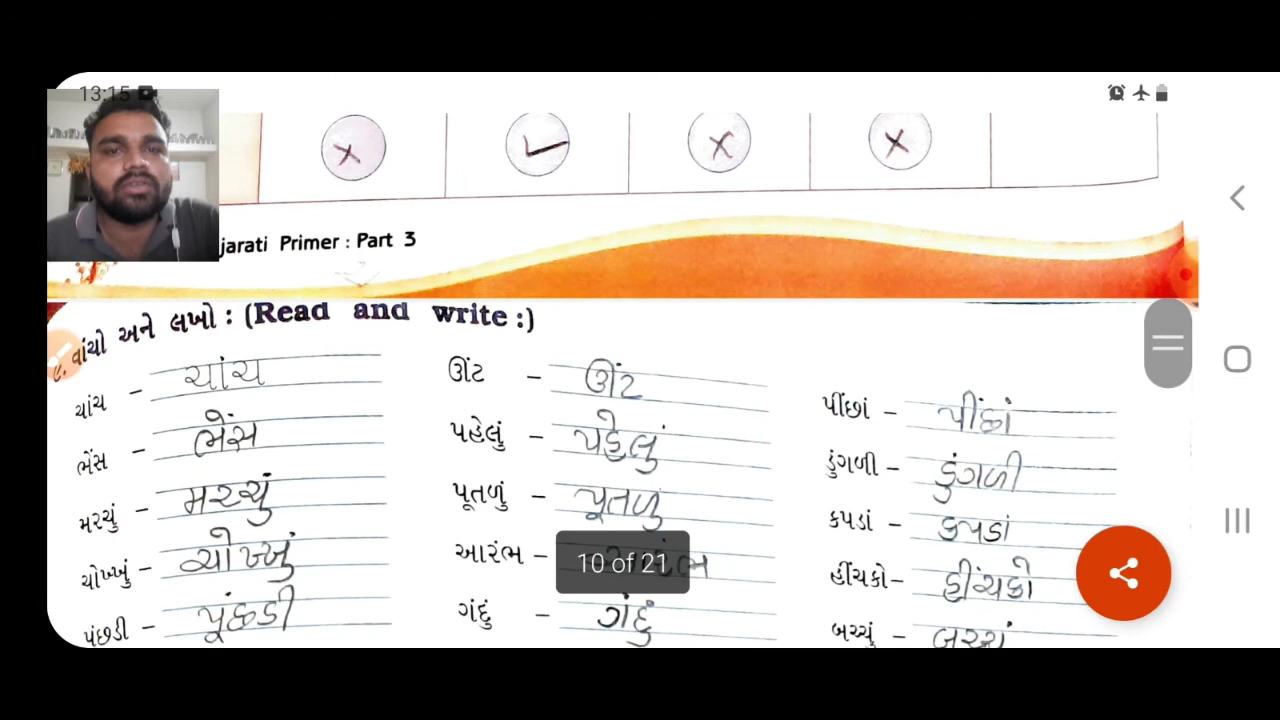 13:15
jarati Primer : Part 3
૯. વાંચો અને લખો : (Read and write :)
ચાંચ – ચાંચ
ભેંસ – ભેંસ
મરચું – મરચું
ચોખ્ખું – ચોખ્ખું
પૂંછડી – પૂંછડી
ઊંટ – ઊંટ
પહેલું – પહેલું
પૂતળું – પૂતળું
આરંભ –
ગંદું – ગંદું
પીંછાં – પીંછાં
ડુંગળી – ડુંગળી
કપડાં – કપડાં
હીંચકો – હીંચકો
બચ્ચું –
10 of 21